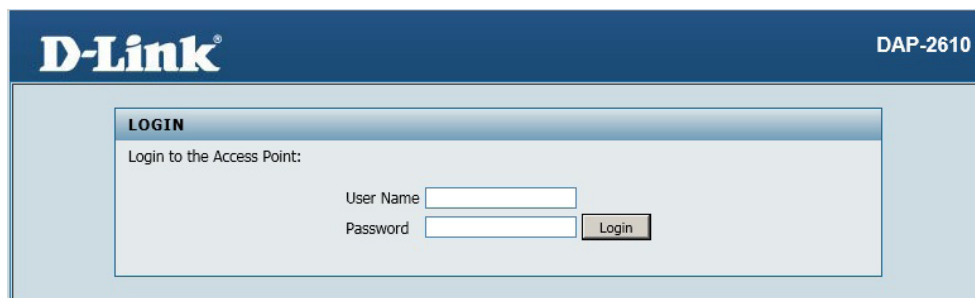 D-Link®
DAP-2610
LOGIN
Login to the Access Point:
User Name
Password
Login